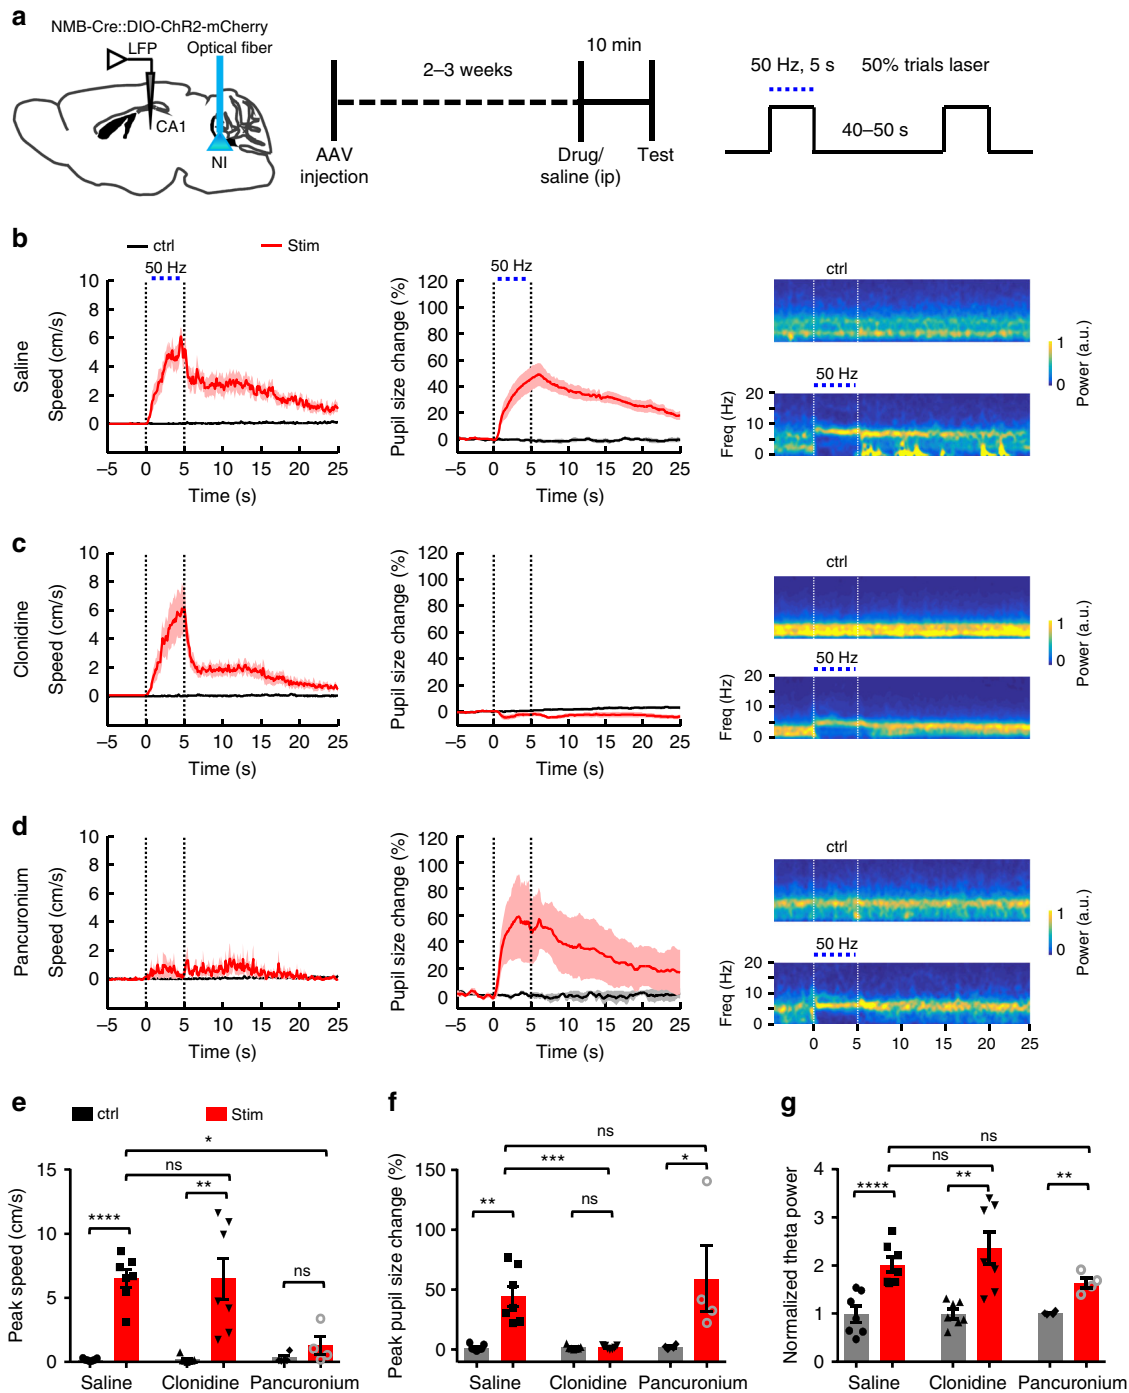 a
NMB-Cre::DIO-ChR2-mCherry
LFP Optical fiber
CA1
NI
2–3 weeks
10 min
AAV injection
Drug/ saline (ip)
Test
50 Hz, 5 s 50% trials laser
40–50 s
b
ctrl Stim
Saline
50 Hz
Speed (cm/s)
10
8
6
4
2
0
–5 0 5 10 15 20 25
Time (s)
50 Hz
Pupil size change (%)
120
100
80
60
40
20
0
–5 0 5 10 15 20 25
Time (s)
ctrl
50 Hz
Freq (Hz)
20
10
0
1
0
Power (a.u.)
c
Clonidine
Speed (cm/s)
10
8
6
4
2
0
–5 0 5 10 15 20 25
Time (s)
Pupil size change (%)
120
100
80
60
40
20
0
–5 0 5 10 15 20 25
Time (s)
ctrl
50 Hz
Freq (Hz)
20
10
0
1
0
Power (a.u.)
d
Pancuronium
Speed (cm/s)
10
8
6
4
2
0
–5 0 5 10 15 20 25
Time (s)
Pupil size change (%)
120
100
80
60
40
20
0
–5 0 5 10 15 20 25
Time (s)
ctrl
50 Hz
Freq (Hz)
20
10
0
0 5 10 15 20 25
1
0
Power (a.u.)
e
ctrl Stim
Peak speed (cm/s)
15
10
5
0
*
ns
**
****
ns
Saline Clonidine Pancuronium
f
Peak pupil size change (%)
150
100
50
0
ns
***
*
**
ns
Saline Clonidine Pancuronium
g
Normalized theta power
4
3
2
1
0
ns
ns
****
**
**
Saline Clonidine Pancuronium